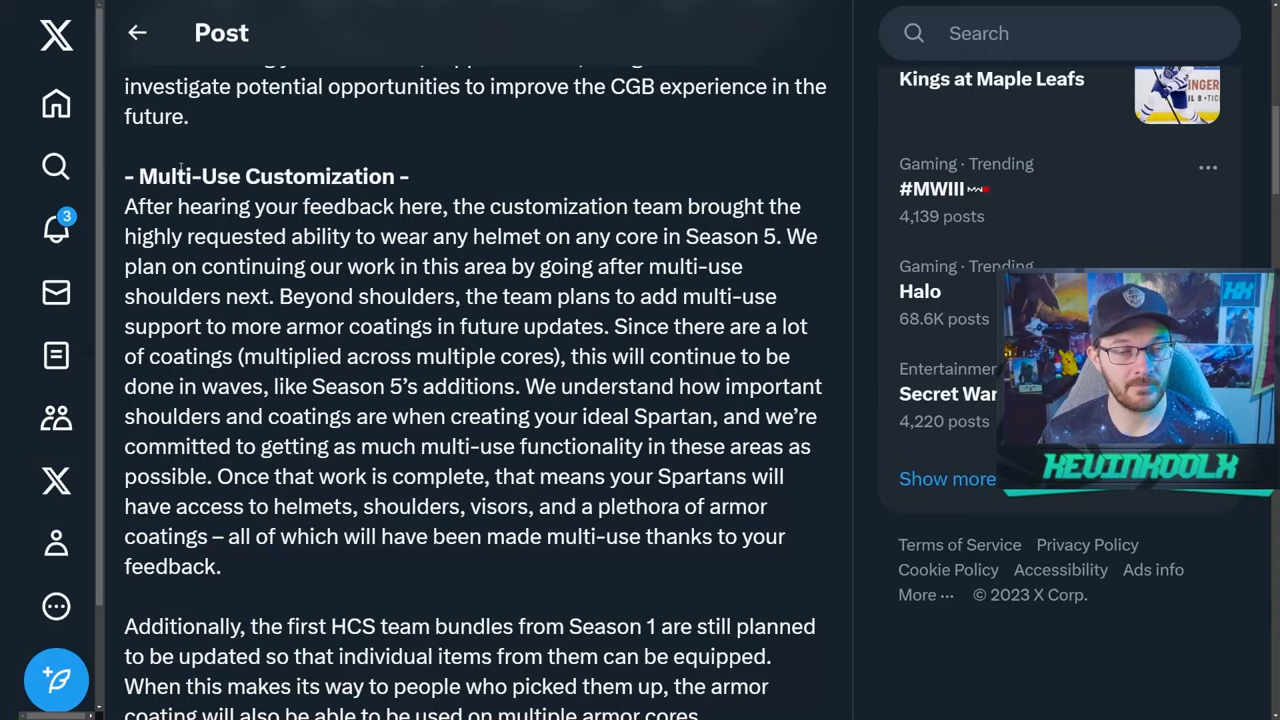 Post
investigate potential opportunities to improve the CGB experience in the
future.
- Multi-Use Customization -
After hearing your feedback here, the customization team brought the
highly requested ability to wear any helmet on any core in Season 5. We
plan on continuing our work in this area by going after multi-use
shoulders next. Beyond shoulders, the team plans to add multi-use
support to more armor coatings in future updates. Since there are a lot
of coatings (multiplied across multiple cores), this will continue to be
done in waves, like Season 5’s additions. We understand how important
shoulders and coatings are when creating your ideal Spartan, and we’re
committed to getting as much multi-use functionality in these areas as
possible. Once that work is complete, that means your Spartans will
have access to helmets, shoulders, visors, and a plethora of armor
coatings – all of which will have been made multi-use thanks to your
feedback.
Additionally, the first HCS team bundles from Season 1 are still planned
to be updated so that individual items from them can be equipped.
When this makes its way to people who picked them up, the armor
coating will also be able to be used on multiple armor cores.
3
Search
Kings at Maple Leafs
Gaming · Trending
#MWIII
4,139 posts
Gaming · Trending
Halo
68.6K posts
Secret War
4,220 posts
Show more
KEVINKOOLX
Terms of Service Privacy Policy
Cookie Policy Accessibility Ads info
More ··· © 2023 X Corp.